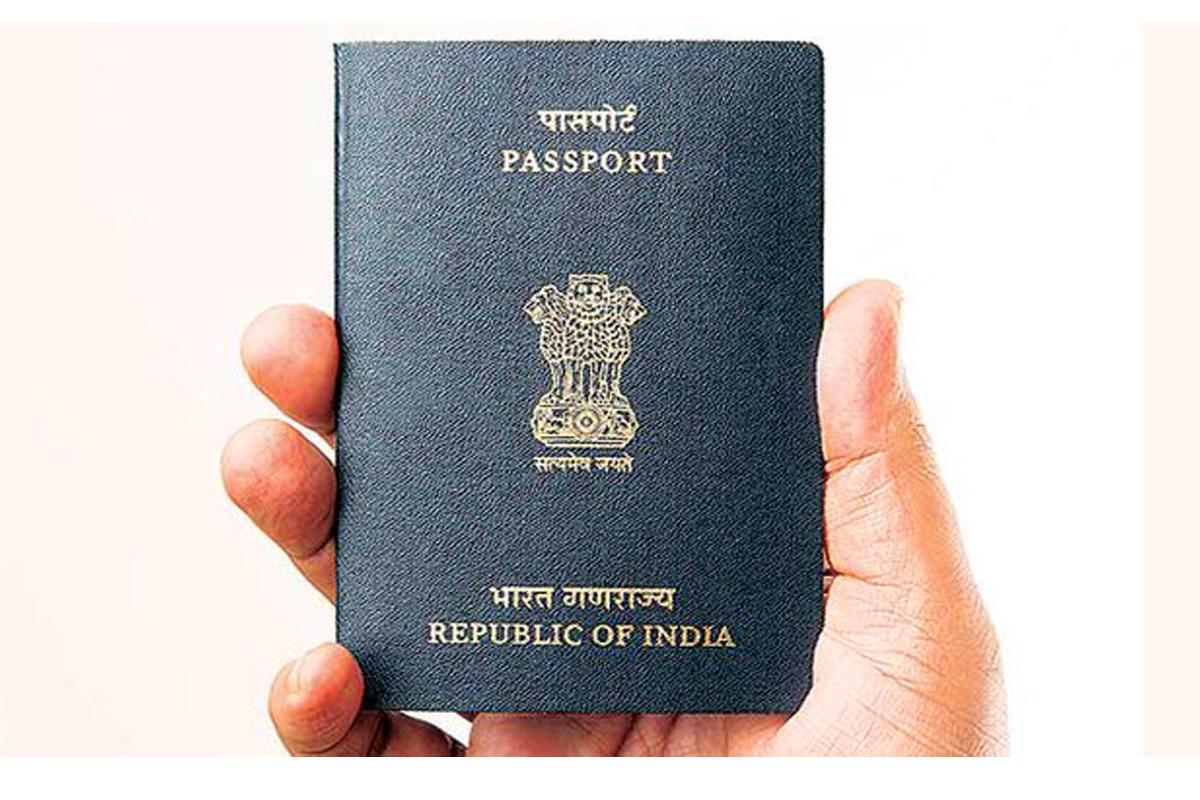 पासपोर्ट
PASSPORT
सत्यमेव जयते
भारत गणराज्य
REPUBLIC OF INDIA